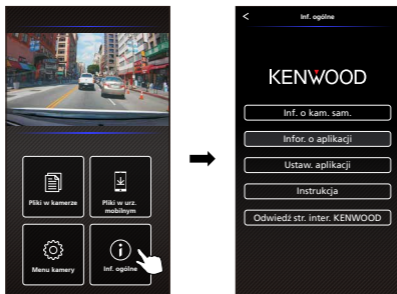 Pliki w kamerze
Pliki w urz.
mobilnym
Menu kamery
Inf. ogólne
< Inf. ogólne
KENWOOD
Inf. o kam. sam.
Infor. o aplikacji
Ustaw. aplikacji
Instrukcja
Odwiedź str. inter. KENWOOD